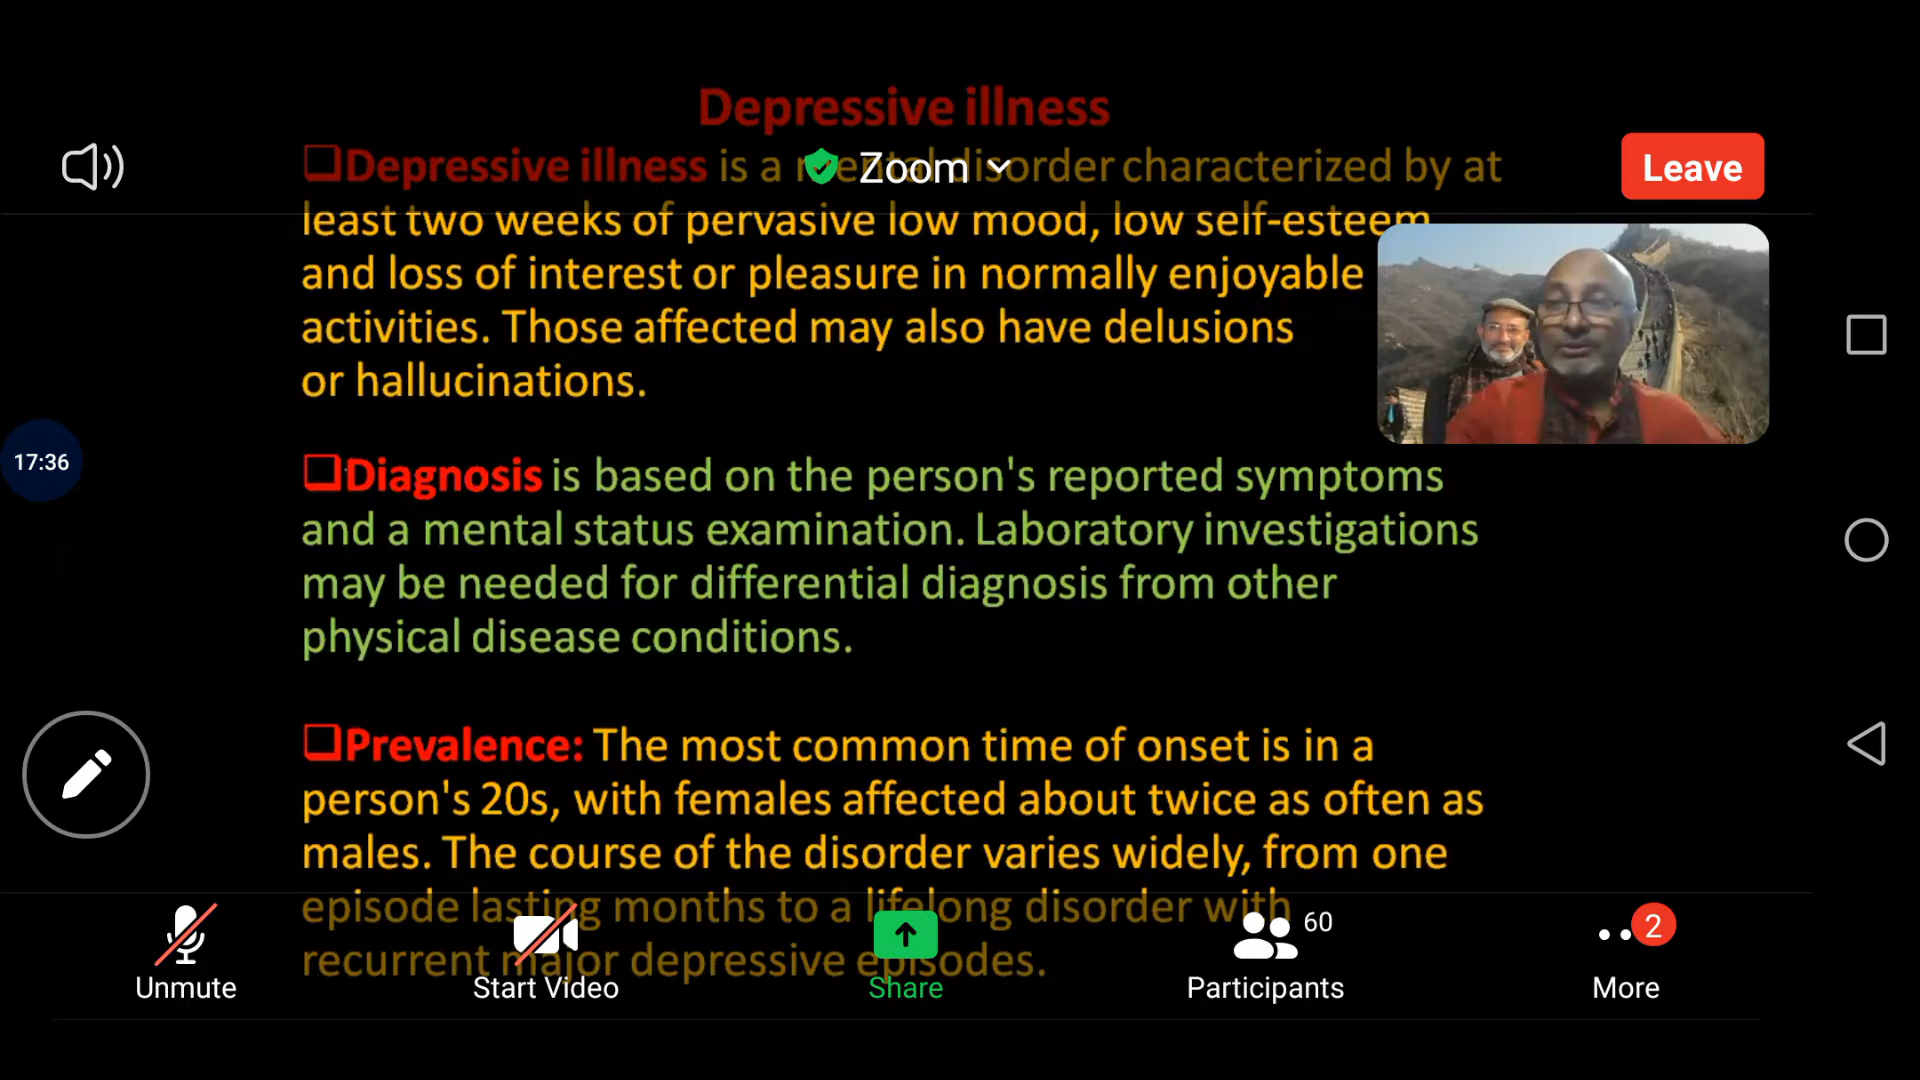 Depressive illness
❑Depressive illness is a mental disorder characterized by at
Zoom
Leave
least two weeks of pervasive low mood, low self-esteem
and loss of interest or pleasure in normally enjoyable
activities. Those affected may also have delusions
or hallucinations.
17:36
❑Diagnosis is based on the person's reported symptoms
and a mental status examination. Laboratory investigations
may be needed for differential diagnosis from other
physical disease conditions.
❑Prevalence: The most common time of onset is in a
person's 20s, with females affected about twice as often as
males. The course of the disorder varies widely, from one
episode lasting months to a lifelong disorder with
recurrent major depressive episodes.
60
2
Unmute
Start Video
Share
Participants
More